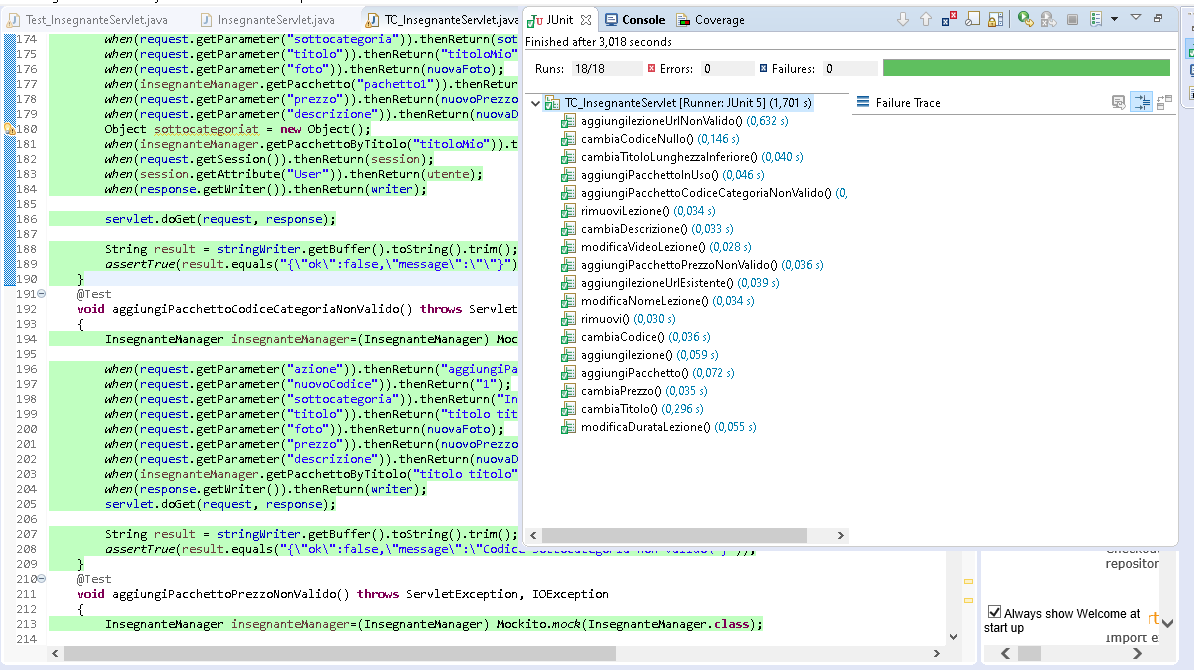 Test_InsegnanteServlet.java
InsegnanteServlet.java
TC_InsegnanteServlet.java
JUnit
Console
Coverage
Finished after 3,018 seconds
Runs: 18/18
Errors: 0
Failures: 0
TC_InsegnanteServlet [Runner: JUnit 5] (1,701 s)
aggiungilezioneUrlNonValido() (0,632 s)
cambiaCodiceNullo() (0,146 s)
cambiaTitoloLunghezzaInferiore() (0,040 s)
aggiungiPacchettoInUso() (0,046 s)
aggiungiPacchettoCodiceCategoriaNonValido() (0,
rimuoviLezione() (0,034 s)
cambiaDescrizione() (0,033 s)
modificaVideoLezione() (0,028 s)
aggiungiPacchettoPrezzoNonValido() (0,036 s)
aggiungilezioneUrlEsistente() (0,039 s)
modificaNomeLezione() (0,034 s)
rimuovi() (0,030 s)
cambiaCodice() (0,036 s)
aggiungilezione() (0,059 s)
aggiungiPacchetto() (0,072 s)
cambiaPrezzo() (0,035 s)
cambiaTitolo() (0,296 s)
modificaDurataLezione() (0,055 s)
Failure Trace
174 when(request.getParameter("sottocategoria")).thenReturn(sot
175 when(request.getParameter("titolo")).thenReturn("titoloMio")
176 when(request.getParameter("foto")).thenReturn(nuovaFoto);
177 when(insegnanteManager.getPacchetto("pachetto1")).thenReturn
178 when(request.getParameter("prezzo")).thenReturn(nuovoPrezzo
179 when(request.getParameter("descrizione")).thenReturn(nuovaD
180 Object sottocategoriat = new Object();
181 when(insegnanteManager.getPacchettoByTitolo("titoloMio")).t
182 when(request.getSession()).thenReturn(session);
183 when(session.getAttribute("User")).thenReturn(utente);
184 when(response.getWriter()).thenReturn(writer);
185
186 servlet.doGet(request, response);
187
188 String result = stringWriter.getBuffer().toString().trim();
189 assertTrue(result.equals("{\"ok\":false,\"message\":\"\"}")
190 }
191 @Test
192 void aggiungiPacchettoCodiceCategoriaNonValido() throws Servlet
193 {
194 InsegnanteManager insegnanteManager=(InsegnanteManager) Moc
195
196 when(request.getParameter("azione")).thenReturn("aggiungiPa
197 when(request.getParameter("nuovoCodice")).thenReturn("1");
198 when(request.getParameter("sottocategoria")).thenReturn("In
199 when(request.getParameter("titolo")).thenReturn("titolo tit
200 when(request.getParameter("foto")).thenReturn(nuovaFoto);
201 when(request.getParameter("prezzo")).thenReturn(nuovoPrezzo
202 when(request.getParameter("descrizione")).thenReturn(nuovaD
203 when(insegnanteManager.getPacchettoByTitolo("titolo titolo"
204 when(response.getWriter()).thenReturn(writer);
205 servlet.doGet(request, response);
206
207 String result = stringWriter.getBuffer().toString().trim();
208 assertTrue(result.equals("{\"ok\":false,\"message\":\"Codice sottocategoria non valido\"}"));
209 }
210 @Test
211 void aggiungiPacchettoPrezzoNonValido() throws ServletException, IOException
212 {
213 InsegnanteManager insegnanteManager=(InsegnanteManager) Mockito.mock(InsegnanteManager.class);
214
Checkout
repositor
Always show Welcome at
start up
Import e